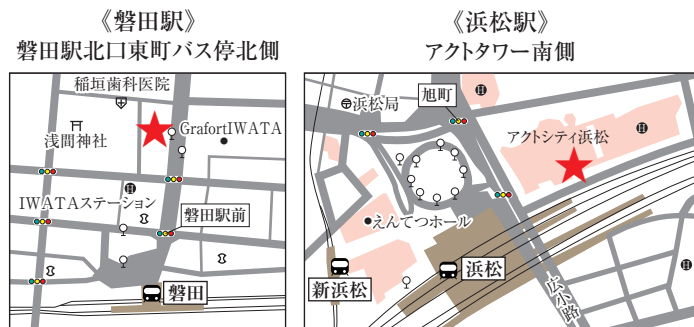 《磐田駅》
磐田駅北口東町バス停北側
稲垣歯科医院
浅間神社
GrafortIWATA
IWATAステーション
磐田駅前
磐田
《浜松駅》
アクトタワー南側
浜松局
旭町
アクトシティ浜松
えんてつホール
新浜松
浜松
広小路